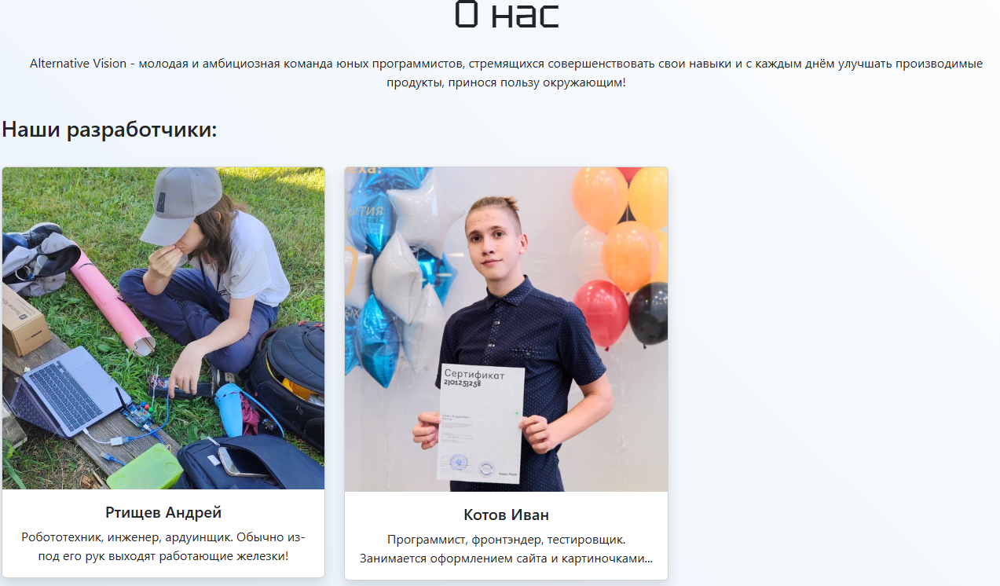 О нас
Alternative Vision - молодая и амбициозная команда юных программистов, стремящихся совершенствовать свои навыки и с каждым днём улучшать производимые
продукты, принося пользу окружающим!
Наши разработчики:
Сертификат
2301253258
Ртищев Андрей
Робототехник, инженер, ардуинщик. Обычно из-
под его рук выходят работающие железки!
Котов Иван
Программист, фронтэндер, тестировщик.
Занимается оформлением сайта и картиночками...